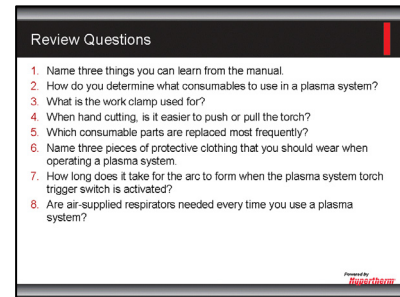 Review Questions
1. Name three things you can learn from the manual.
2. How do you determine what consumables to use in a plasma system?
3. What is the work clamp used for?
4. When hand cutting, is it easier to push or pull the torch?
5. Which consumable parts are replaced most frequently?
6. Name three pieces of protective clothing that you should wear when
operating a plasma system.
7. How long does it take for the arc to form when the plasma system torch
trigger switch is activated?
8. Are air-supplied respirators needed every time you use a plasma
system?
Powered by
Hypertherm